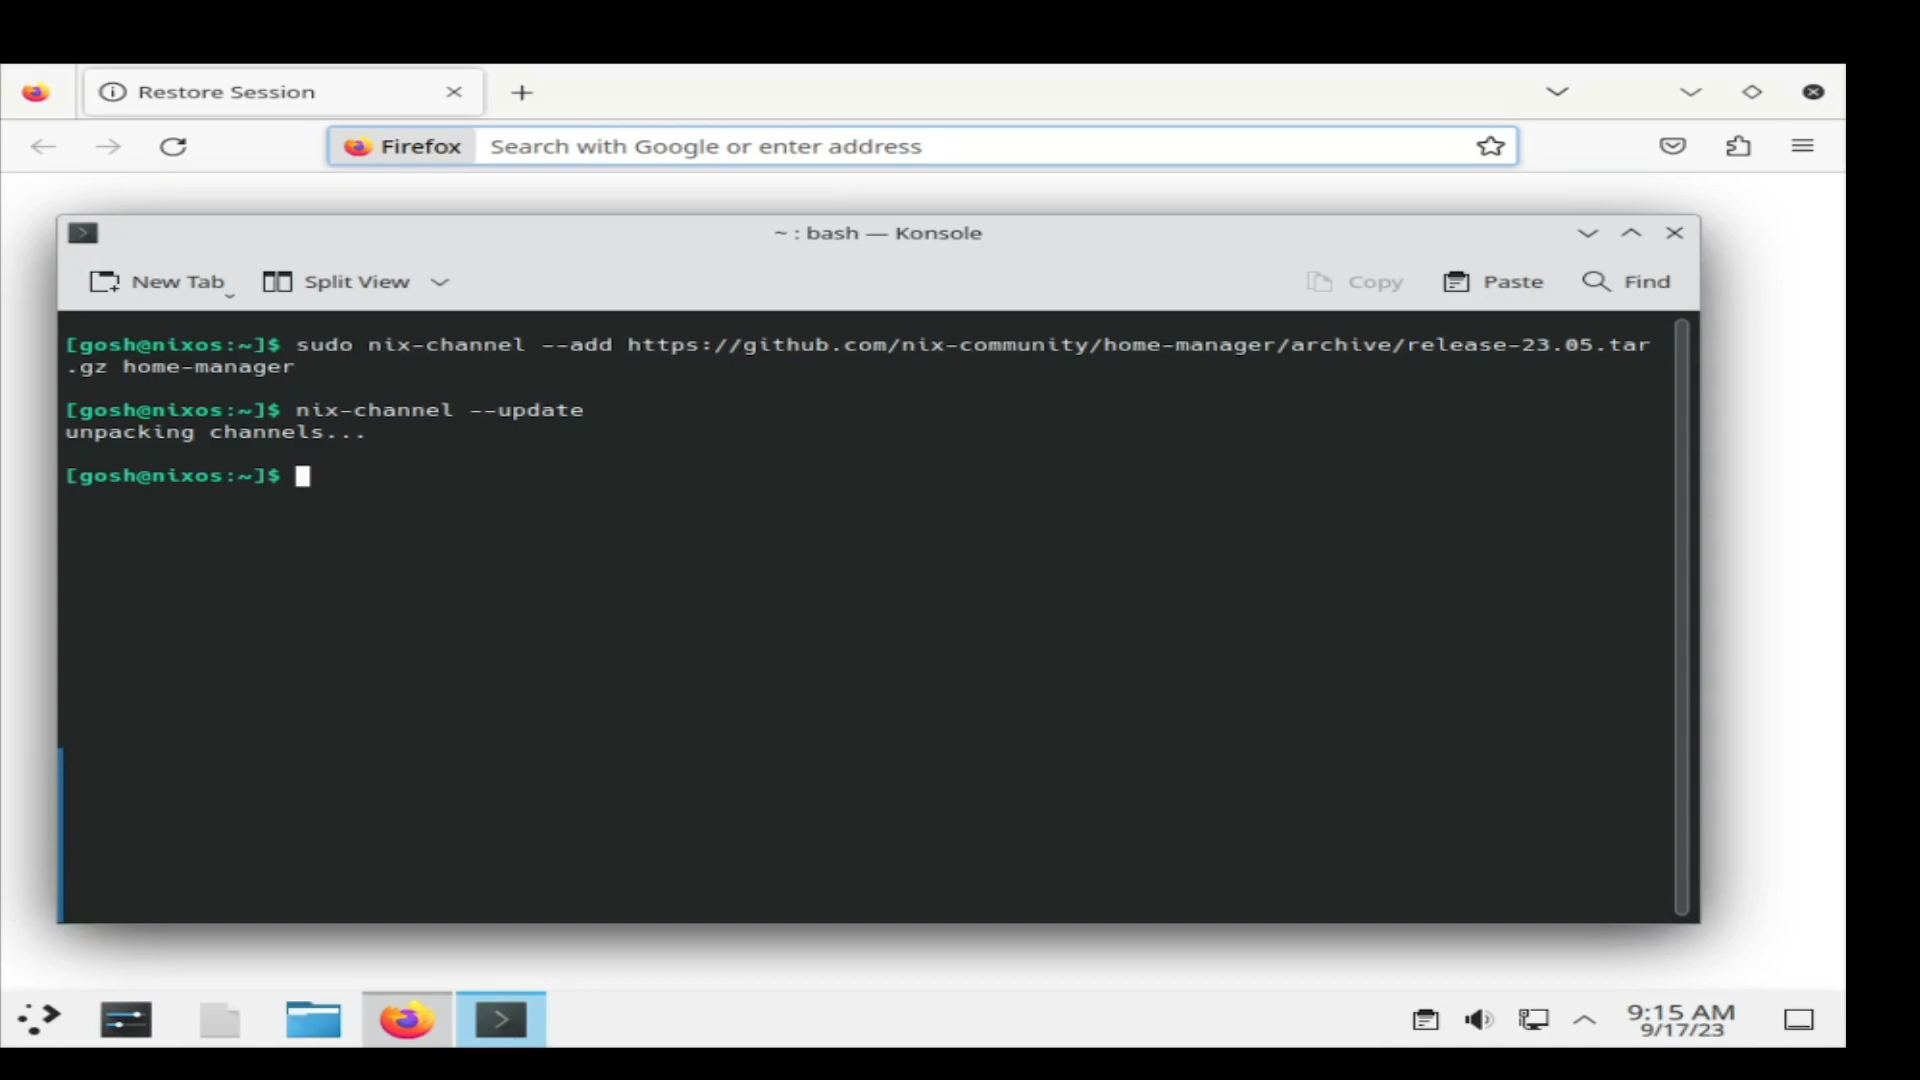 Restore Session
Firefox Search with Google or enter address
~ : bash — Konsole
New Tab Split View Copy Paste Find
[gosh@nixos:~]$ sudo nix-channel --add https://github.com/nix-community/home-manager/archive/release-23.05.tar
.gz home-manager
[gosh@nixos:~]$ nix-channel --update
unpacking channels...
[gosh@nixos:~]$
9:15 AM
9/17/23